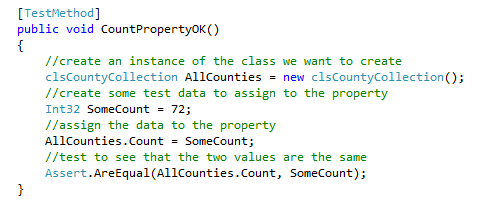 [TestMethod]
public void CountPropertyOK()
{
    //create an instance of the class we want to create
    clsCountyCollection AllCounties = new clsCountyCollection();
    //create some test data to assign to the property
    Int32 SomeCount = 72;
    //assign the data to the property
    AllCounties.Count = SomeCount;
    //test to see that the two values are the same
    Assert.AreEqual(AllCounties.Count, SomeCount);
}